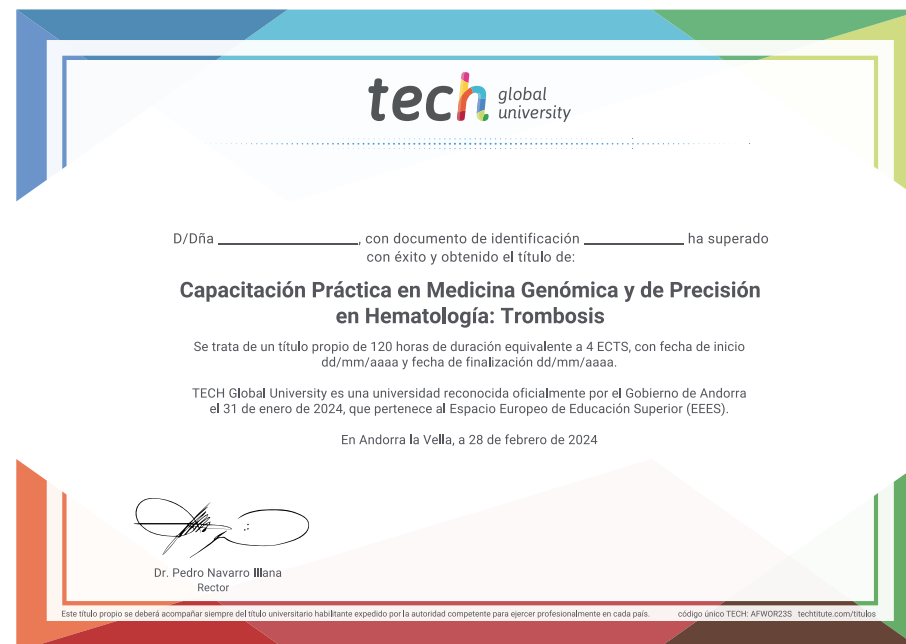 tech global
university
D/Dña ____________________, con documento de identificación ______________ ha superado
con éxito y obtenido el título de:
Capacitación Práctica en Medicina Genómica y de Precisión
en Hematología: Trombosis
Se trata de un título propio de 120 horas de duración equivalente a 4 ECTS, con fecha de inicio
dd/mm/aaaa y fecha de finalización dd/mm/aaaa.
TECH Global University es una universidad reconocida oficialmente por el Gobierno de Andorra
el 31 de enero de 2024, que pertenece al Espacio Europeo de Educación Superior (EEES).
En Andorra la Vella, a 28 de febrero de 2024
Dr. Pedro Navarro Illana
Rector
Este título propio se deberá acompañar siempre del título universitario habilitante expedido por la autoridad competente para ejercer profesionalmente en cada país. código único TECH: AFWOR23S techtitute.com/titulos